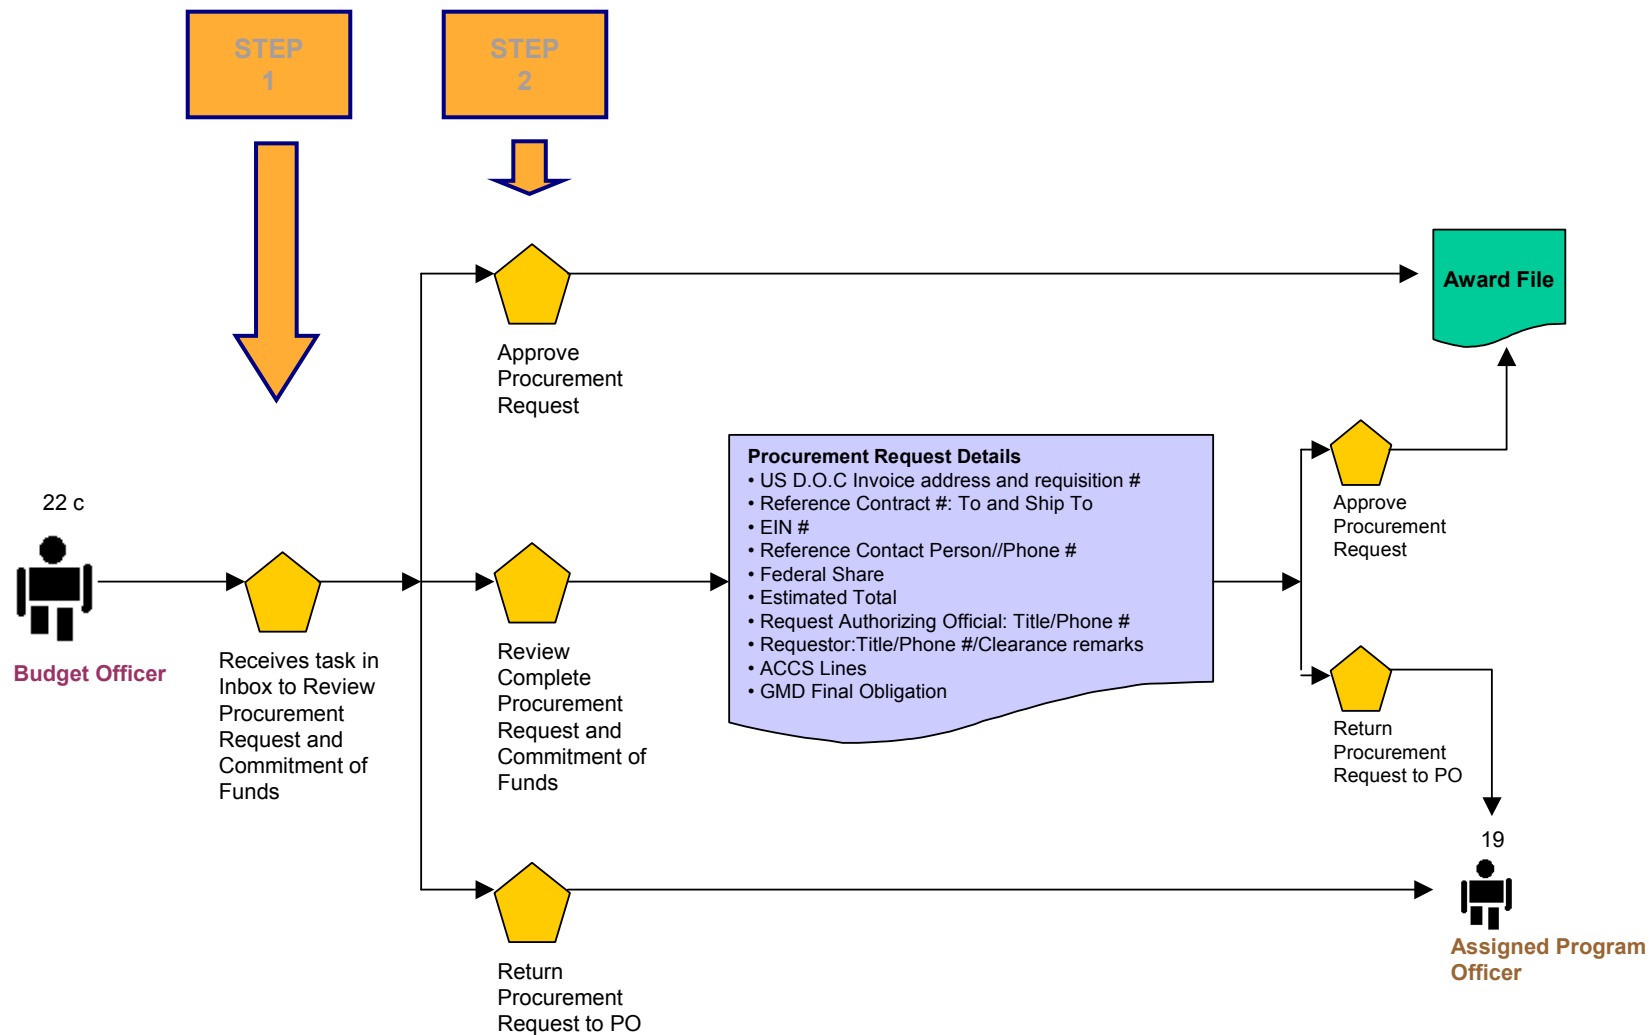 STEP
1
STEP
2
Approve
Procurement
Request
Award File
22 c
Budget Officer
Receives task in
Inbox to Review
Procurement
Request and
Commitment of
Funds
Review
Complete
Procurement
Request and
Commitment of
Funds
Procurement Request Details
• US D.O.C Invoice address and requisition #
• Reference Contract #: To and Ship To
• EIN #
• Reference Contact Person//Phone #
• Federal Share
• Estimated Total
• Request Authorizing Official: Title/Phone #
• Requestor:Title/Phone #/Clearance remarks
• ACCS Lines
• GMD Final Obligation
Approve
Procurement
Request
Return
Procurement
Request to PO
19
Assigned Program
Officer
Return
Procurement
Request to PO